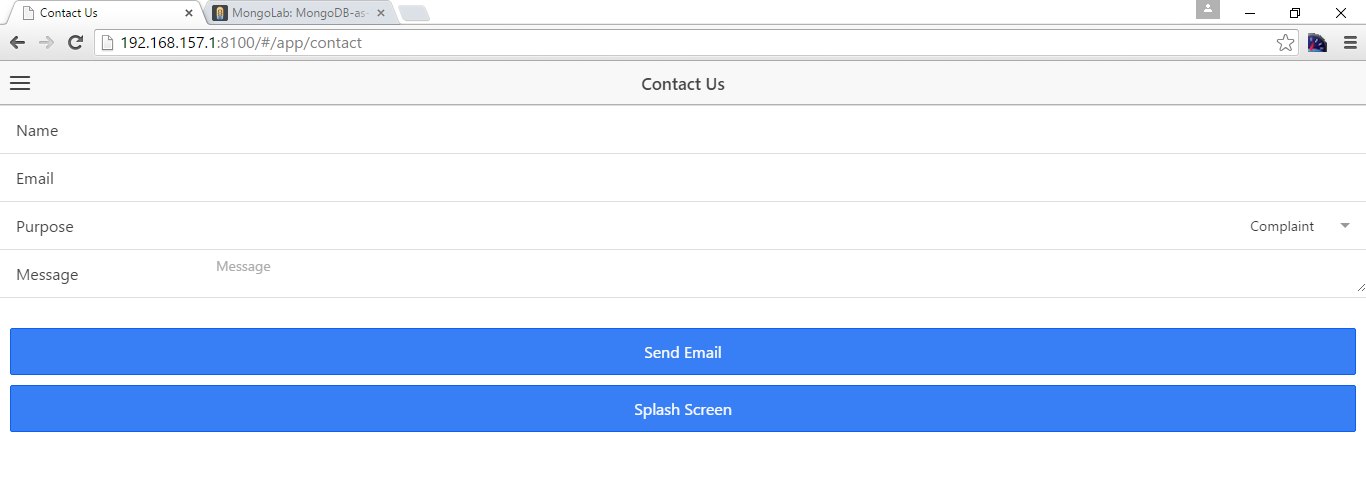 Contact Us
MongoLab: MongoDB-as-
192.168.157.1:8100/#/app/contact
Contact Us
Name
Email
Purpose Complaint
Message Message
Send Email
Splash Screen